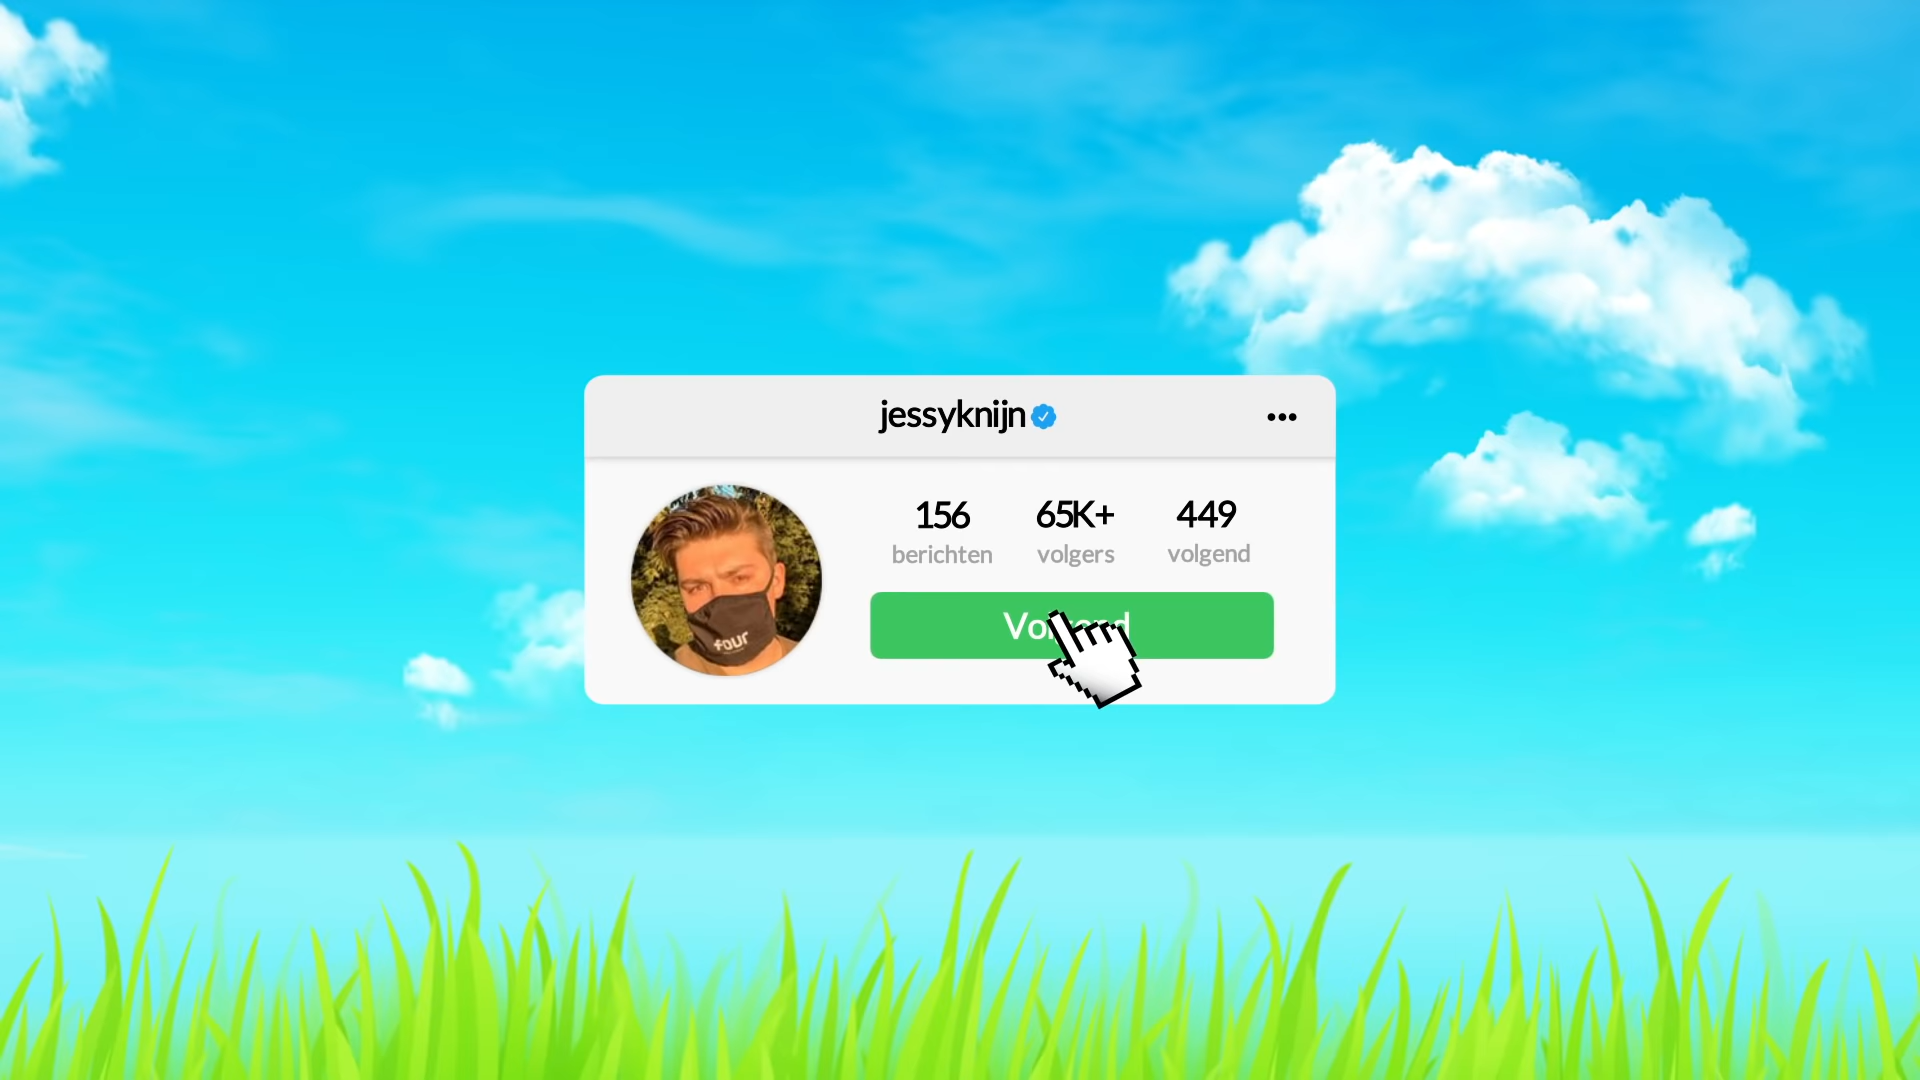 jessyknijn
156 65K+ 449
berichten volgers volgend
four